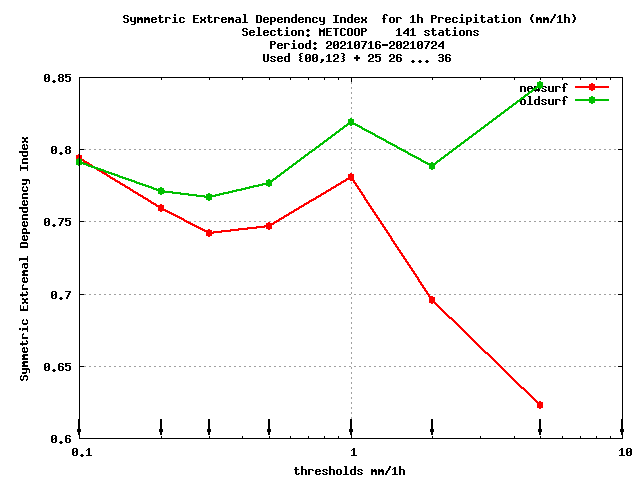 Symmetric Extremal Dependency Index  for 1h Precipitation (mm/1h)
Selection: METCOOP    141 stations
Period: 20210716-20210724
Used {00,12} + 25 26 ... 36
newsurf
oldsurf
0.85
0.8
0.75
0.7
0.65
0.6
Symmetric Extremal Dependency Index
0.1 1 10
thresholds mm/1h